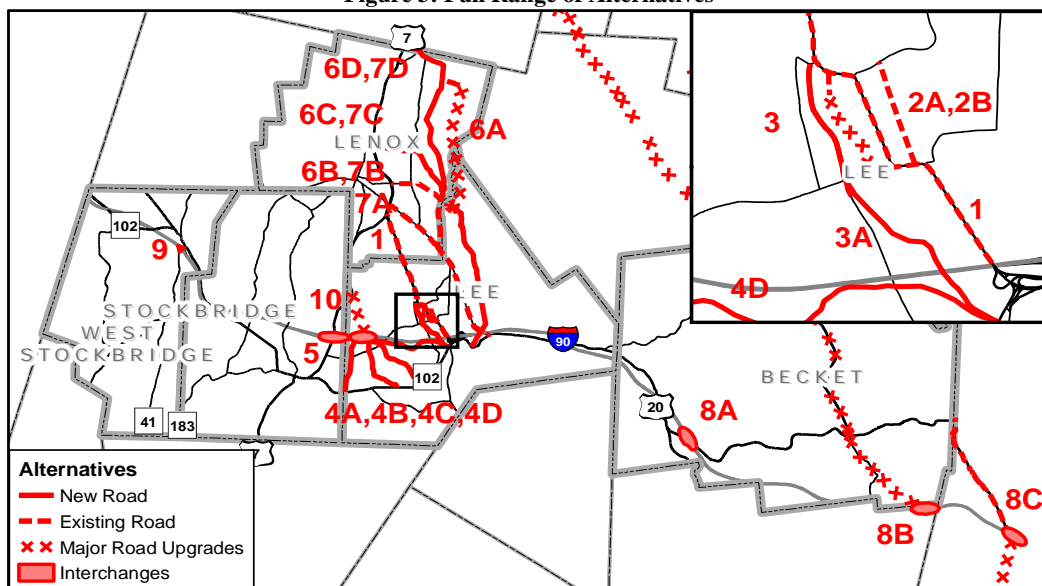 Figure 3: Full Range of Alternatives
7
6D,7D
6C,7C
6A
LENOX
6B,7B
7A
1
102
9
10
LEE
STOCKBRIDGE
WEST
STOCKBRIDGE
5
90
102
4A,4B,4C,4D
41
183
20
8A
BECKET
8B
8C
3
2A,2B
LEE
1
3A
4D
Alternatives
New Road
Existing Road
Major Road Upgrades
Interchanges